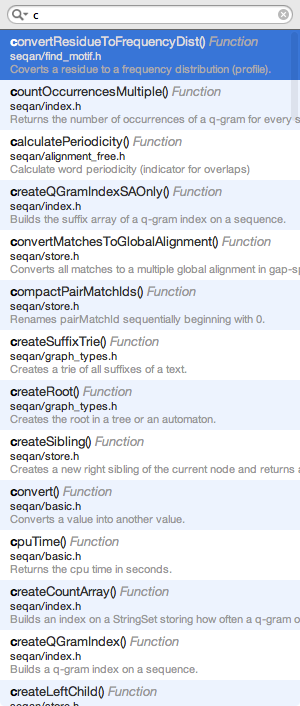 c
convertResidueToFrequencyDist() Function
seqan/find_motif.h
Coverts a residue to a frequency distribution (profile).
countOccurrencesMultiple() Function
seqan/index.h
Returns the number of occurrences of a q-gram for every s
calculatePeriodicity() Function
seqan/alignment_free.h
Calculate word periodicity (indicator for overlaps)
createQGramIndexSAOnly() Function
seqan/index.h
Builds the suffix array of a q-gram index on a sequence.
convertMatchesToGlobalAlignment() Function
seqan/store.h
Converts all matches to a multiple global alignment in gap-sp
compactPairMatchIds() Function
seqan/store.h
Renames pairMatchId sequentially beginning with 0.
createSuffixTrie() Function
seqan/graph_types.h
Creates a trie of all suffixes of a text.
createRoot() Function
seqan/graph_types.h
Creates the root in a tree or an automaton.
createSibling() Function
seqan/store.h
Creates a new right sibling of the current node and returns a
convert() Function
seqan/basic.h
Converts a value into another value.
cpuTime() Function
seqan/basic.h
Returns the cpu time in seconds.
createCountArray() Function
seqan/index.h
Builds an index on a StringSet storing how often a q-gram o
createQGramIndex() Function
seqan/index.h
Builds a q-gram index on a sequence.
createLeftChild() Function
seqan/store.h